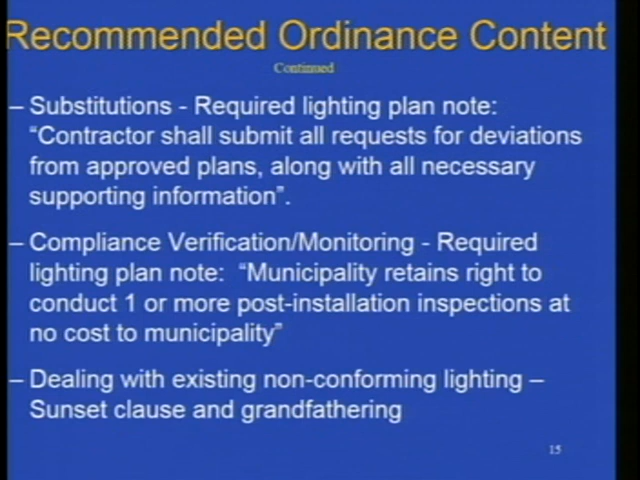 Recommended Ordinance Content
Continued
– Substitutions - Required lighting plan note:
“Contractor shall submit all requests for deviations
from approved plans, along with all necessary
supporting information”.
– Compliance Verification/Monitoring - Required
lighting plan note:  “Municipality retains right to
conduct 1 or more post-installation inspections at
no cost to municipality”
– Dealing with existing non-conforming lighting –
Sunset clause and grandfathering
15